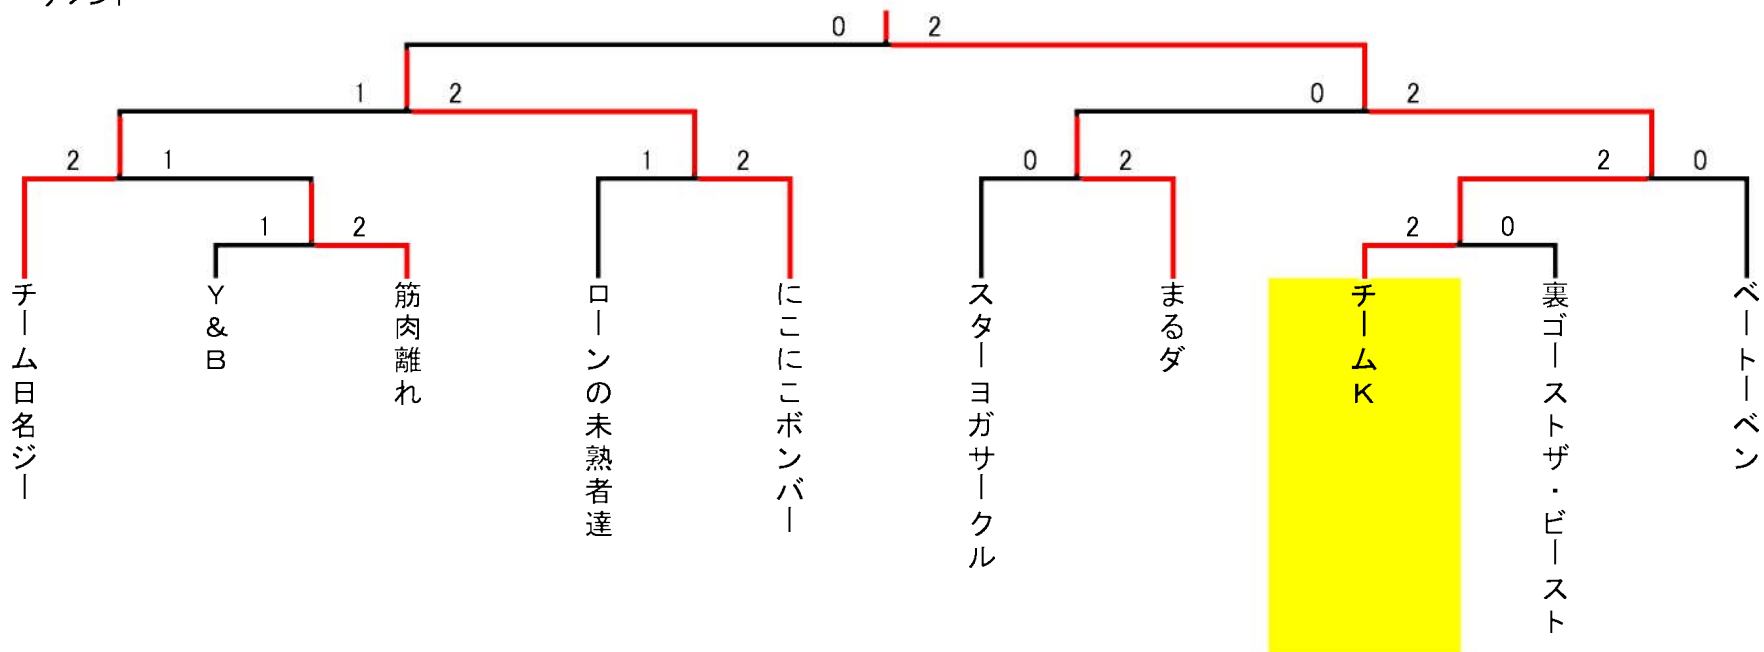 0 2
1 2
0 2
2 1
1 2
0 2
2 0
1 2
2 0
チーム日名ジー
Y&B
筋肉離れ
ローンの未熟者達
にこにこボンバー
スターヨガサークル
まるダ
チームK
裏ゴーストザ・ビースト
ベートーベン